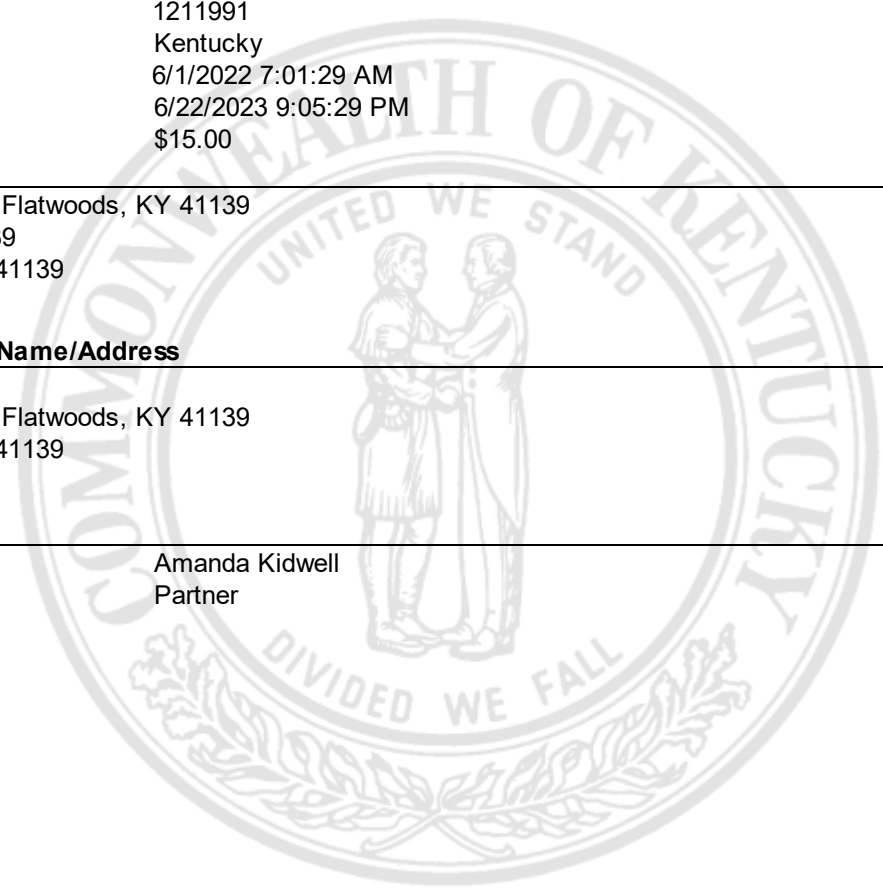 1211991
Kentucky
6/1/2022 7:01:29 AM
6/22/2023 9:05:29 PM
$15.00
Flatwoods, KY 41139
9
41139
Name/Address
Flatwoods, KY 41139
41139
Amanda Kidwell
Partner
COMMONWEALTH OF KENTUCKY
UNITED WE STAND
DIVIDED WE FALL